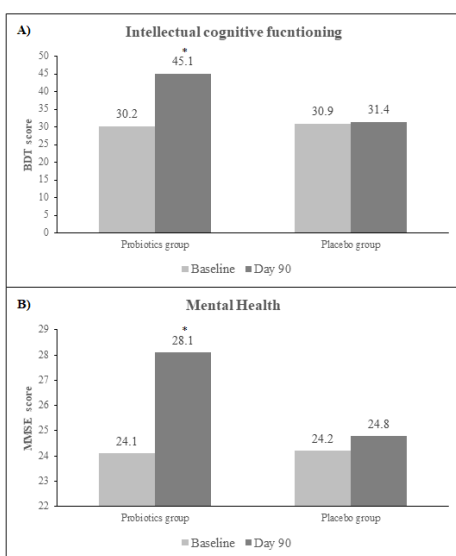 A)
Intellectual cognitive fucntioning
*
50
45
40
35
30
25
20
15
10
5
0
BDT score
30.2
45.1
30.9
31.4
Probiotics group
Placebo group
Baseline
Day 90
B)
Mental Health
*
29
28
27
26
25
24
23
22
MMSE score
24.1
28.1
24.2
24.8
Probiotics group
Placebo group
Baseline
Day 90